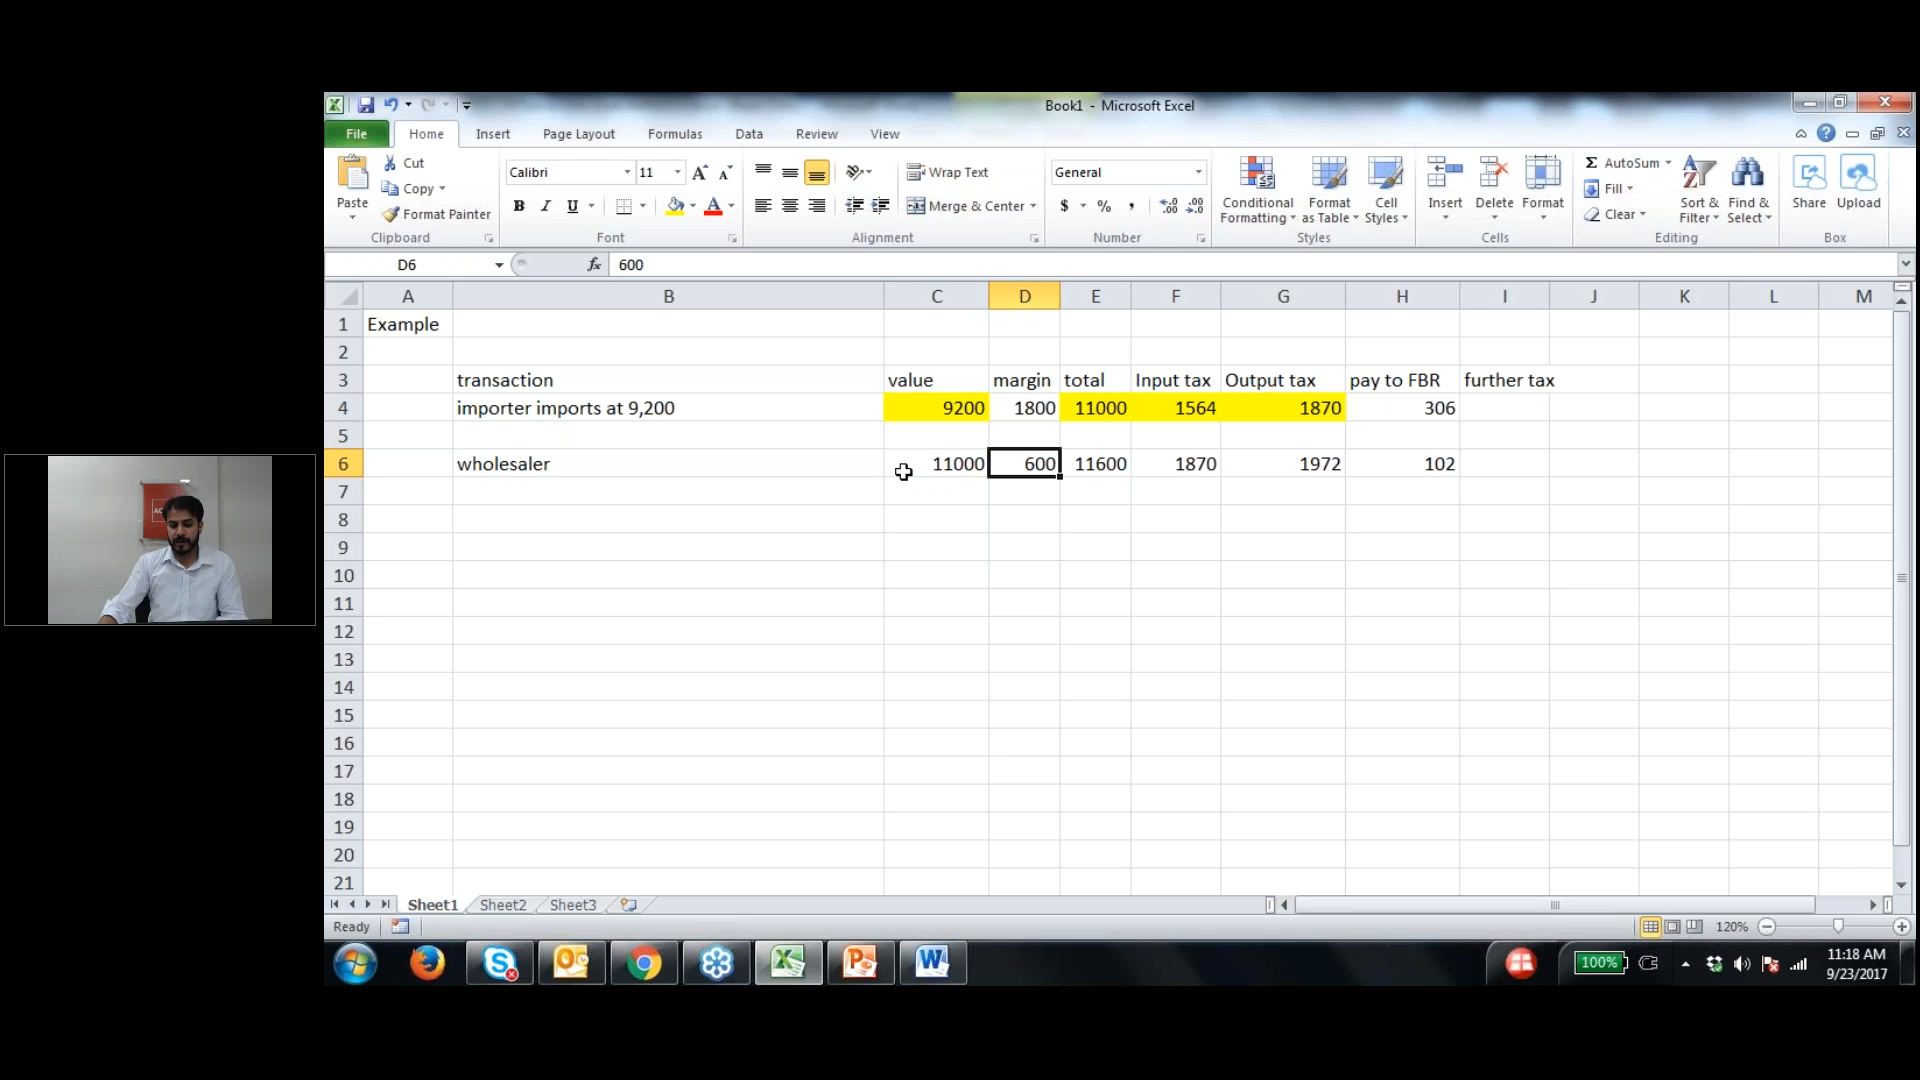 Book1 - Microsoft Excel
File Home Insert Page Layout Formulas Data Review View
Paste
Cut
Copy
Format Painter
Clipboard
Calibri 11
B I U
Font
Wrap Text
Merge & Center
Alignment
General
$ % ,
Number
Conditional Formatting
Format as Table
Cell Styles
Styles
Insert Delete Format
Cells
AutoSum
Fill
Clear
Sort & Filter
Find & Select
Editing
Share Upload
Box
D6 fx 600
A B C D E F G H I J K L M
1 Example
2
3 transaction value margin total Input tax Output tax pay to FBR further tax
4 importer imports at 9,200 9200 1800 11000 1564 1870 306
5
6 wholesaler 11000 600 11600 1870 1972 102
7
8
9
10
11
12
13
14
15
16
17
18
19
20
21
Sheet1 Sheet2 Sheet3
Ready 120%
100% 11:18 AM
9/23/2017